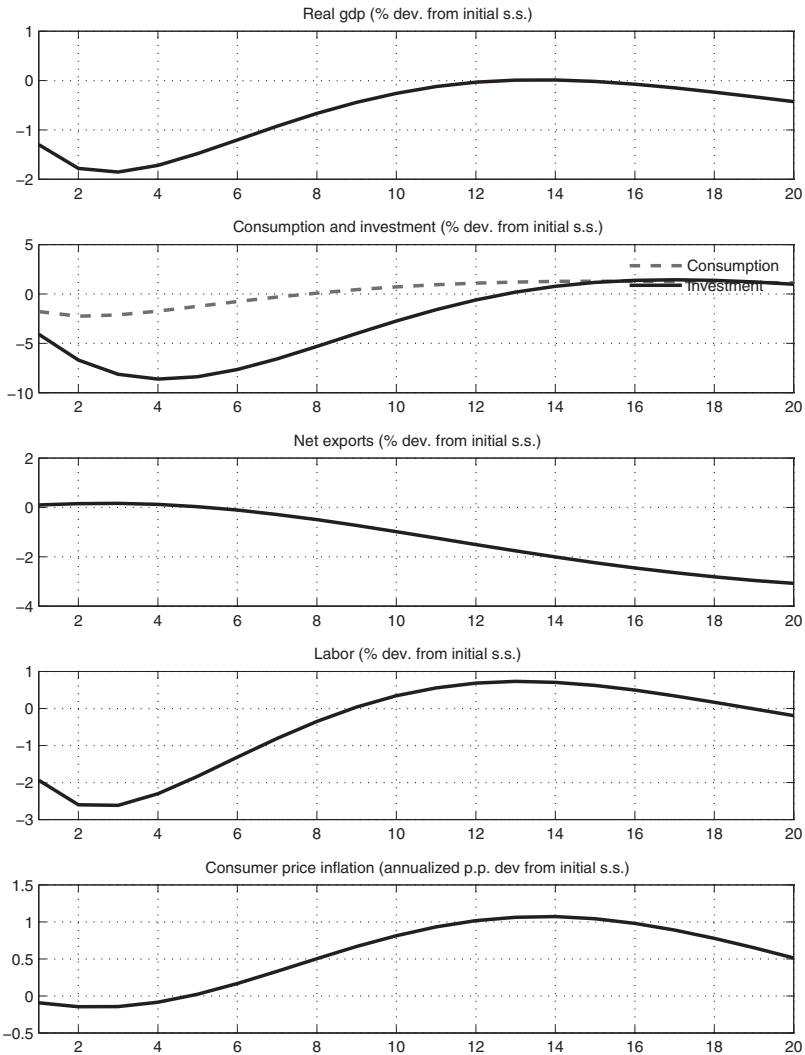 Real gdp (% dev. from initial s.s.)
1
0
−1
−2
2 4 6 8 10 12 14 16 18 20
Consumption and investment (% dev. from initial s.s.)
5
0
−5
−10
Consumption
Investment
2 4 6 8 10 12 14 16 18 20
Net exports (% dev. from initial s.s.)
2
0
−2
−4
2 4 6 8 10 12 14 16 18 20
Labor (% dev. from initial s.s.)
1
0
−1
−2
−3
2 4 6 8 10 12 14 16 18 20
Consumer price inflation (annualized p.p. dev from initial s.s.)
1.5
1
0.5
0
−0.5
2 4 6 8 10 12 14 16 18 20